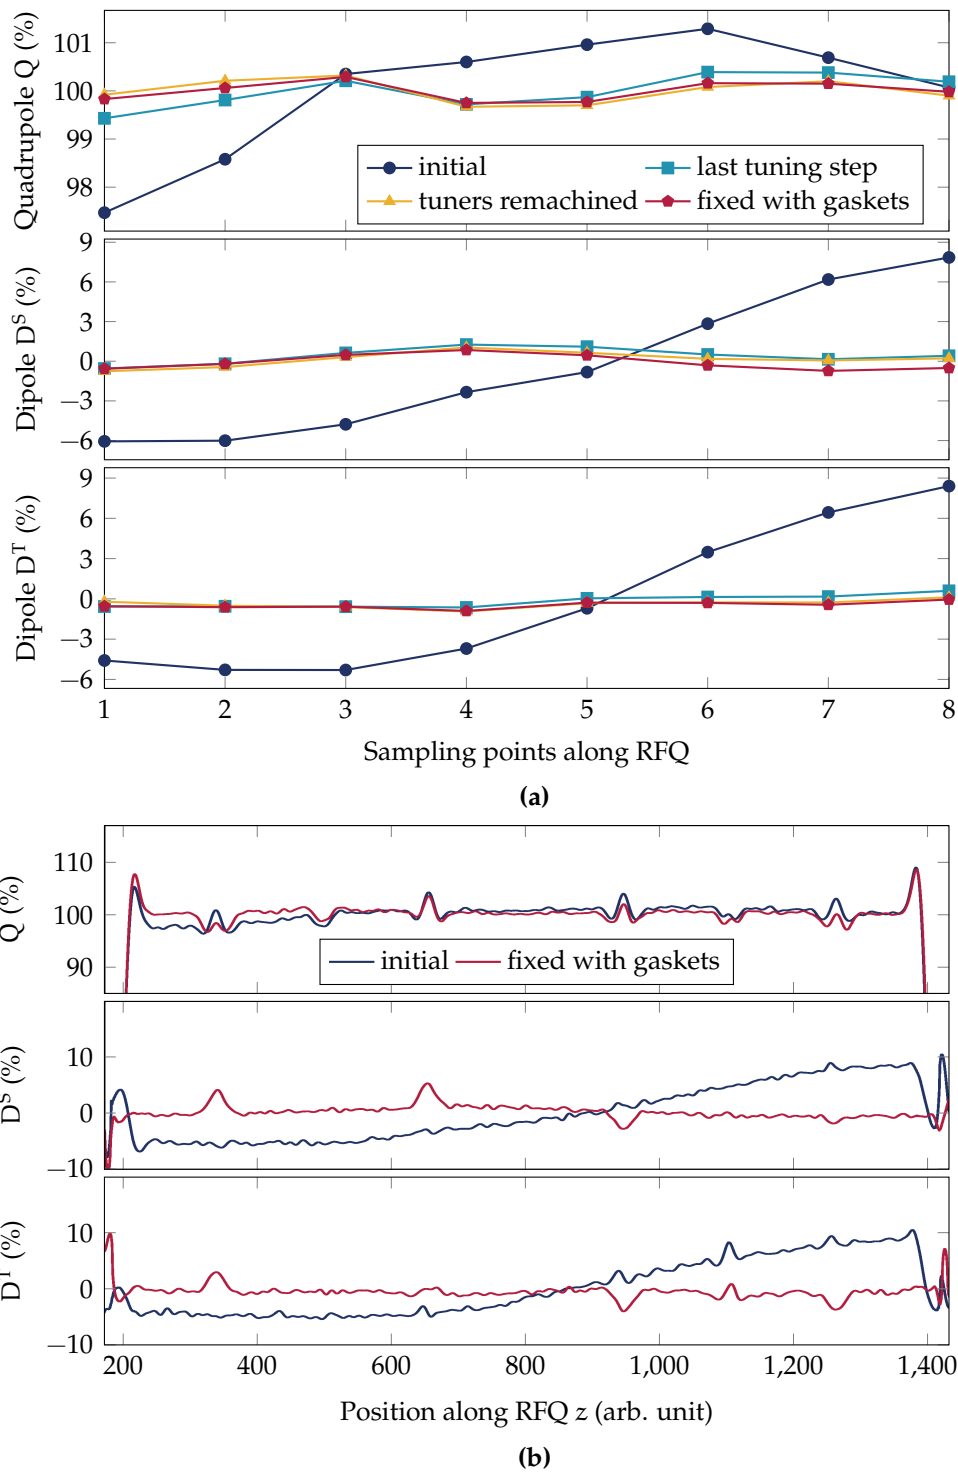 Quadrupole Q (%)
101
100
99
98
initial
last tuning step
tuners remachined
fixed with gaskets
Dipole D^S (%)
9
6
3
0
−3
−6
Dipole D^T (%)
9
6
3
0
−3
−6
1 2 3 4 5 6 7 8
Sampling points along RFQ
(a)
Q (%)
110
100
90
initial
fixed with gaskets
D^S (%)
10
0
−10
D^T (%)
10
0
−10
200 400 600 800 1,000 1,200 1,400
Position along RFQ z (arb. unit)
(b)